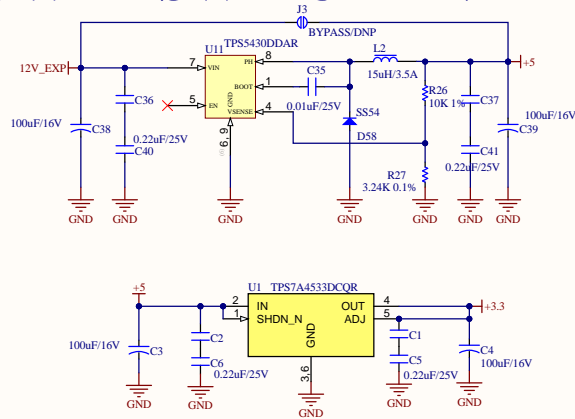 J3
BYPASS/DNP
U11
TPS5430DDAR
L2
12V_EXP
7
VIN
PH
8
15uH/3.5A
+5
BOOT
1
C35
R26
10K 1%
C36
5
EN
GND
VSENSE
4
0.01uF/25V
SS54
C37
100uF/16V
C38
0.22uF/25V
C40
6, 9
D58
100uF/16V
C39
C41
0.22uF/25V
R27
3.24K 0.1%
GND
GND
GND
GND
GND
GND
GND
U1 TPS7A4533DCQR
+5
2
IN
OUT
4
+3.3
1
SHDN_N
ADJ
5
GND
C2
C1
100uF/16V
C3
C6
0.22uF/25V
C5
0.22uF/25V
C4
100uF/16V
3,6
GND
GND
GND
GND
GND